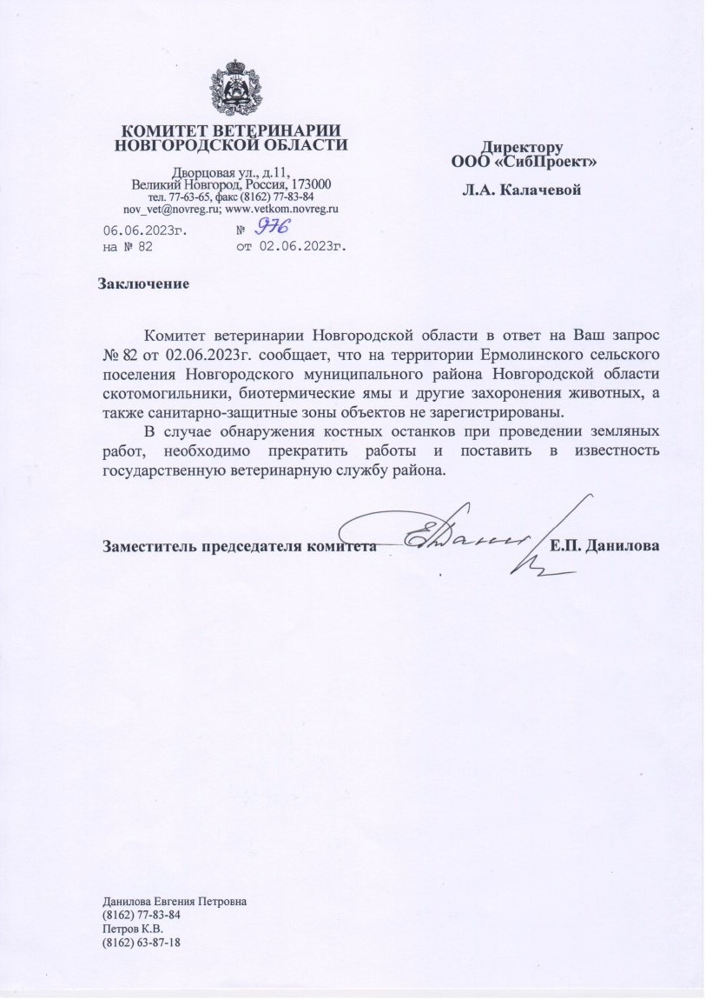 КОМИТЕТ ВЕТЕРИНАРИИ
НОВГОРОДСКОЙ ОБЛАСТИ
Дворцовая ул., д.11,
Великий Новгород, Россия, 173000
тел. 77-63-65, факс (8162) 77-83-84
nov_vet@novreg.ru; www.vetkom.novreg.ru
06.06.2023г. № 976
на № 82 от 02.06.2023г.
Директору
ООО «СибПроект»
Л.А. Калачевой
Заключение
Комитет ветеринарии Новгородской области в ответ на Ваш запрос
№ 82 от 02.06.2023г. сообщает, что на территории Ермолинского сельского
поселения Новгородского муниципального района Новгородской области
скотомогильники, биотермические ямы и другие захоронения животных, а
также санитарно-защитные зоны объектов не зарегистрированы.
В случае обнаружения костных останков при проведении земляных
работ, необходимо прекратить работы и поставить в известность
государственную ветеринарную службу района.
Заместитель председателя комитета Е.П. Данилова
Данилова Евгения Петровна
(8162) 77-83-84
Петров К.В.
(8162) 63-87-18